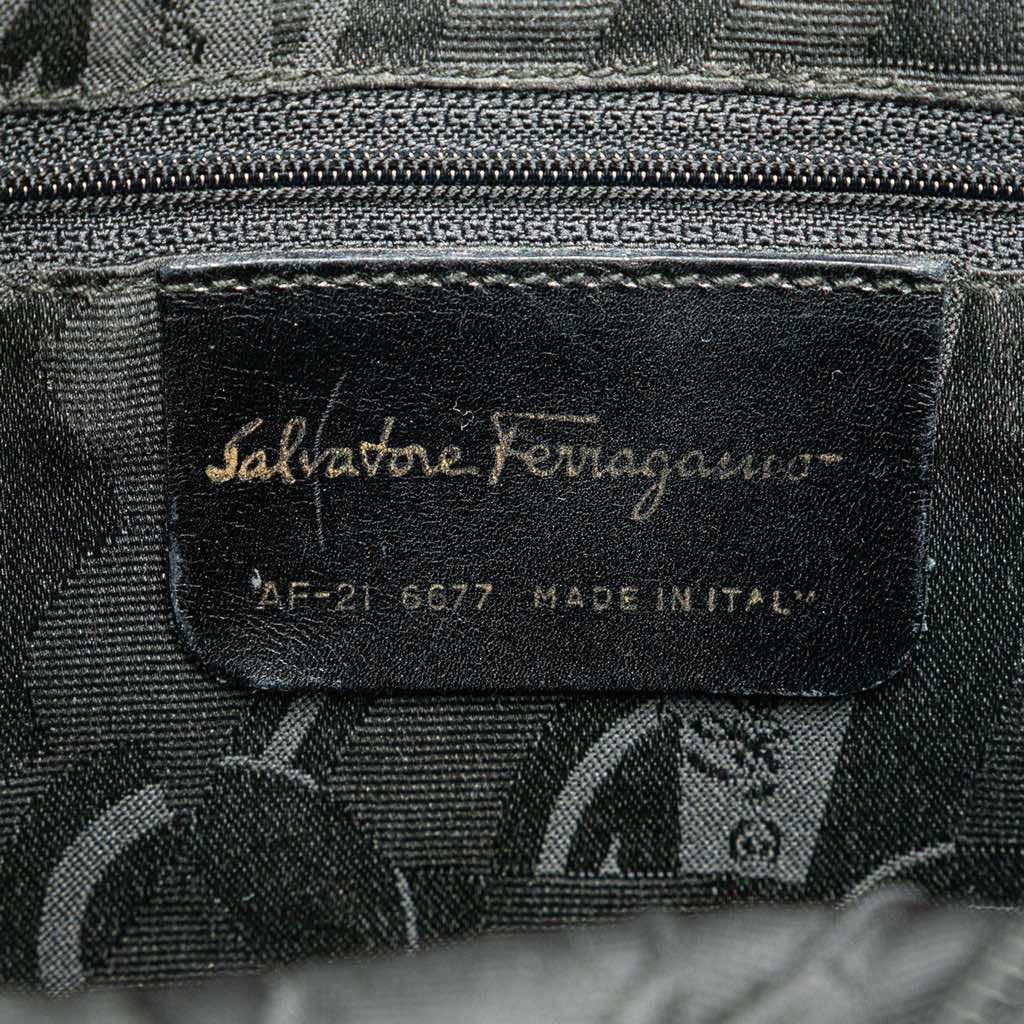 Salvatore Ferragamo
AF-21 6677 MADE IN ITALY
©